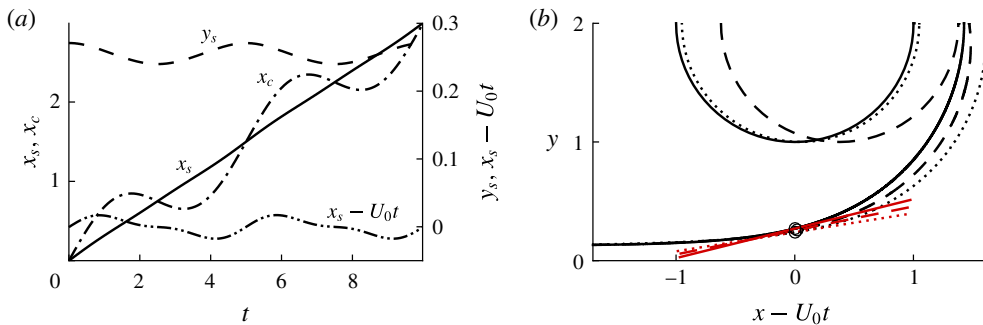 (a)
0.3
0.2
0.1
0
2
1
0 2 4 6 8
t
x_s, x_c
y_s, x_s − U_0t
y_s
x_c
x_s
x_s − U_0t
(b)
2
1
0
y
−1 0 1
x − U_0t